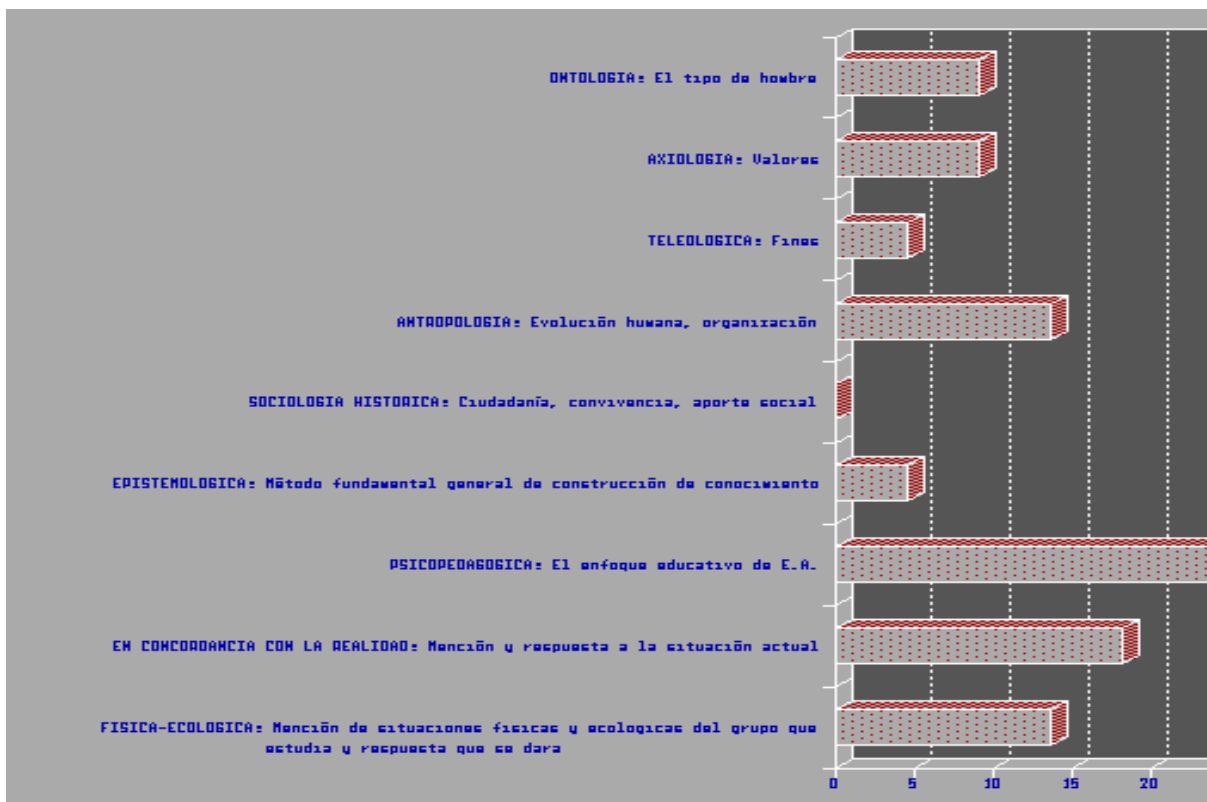 ONTOLOGIA: El tipo de hombre
AXIOLOGIA: Valores
TELEOLOGICA: Fines
ANTROPOLOGIA: Evolución humana, organización
SOCIOLOGIA HISTORICA: Ciudadanía, convivencia, aporte social
EPISTEMOLOGICA: Método fundamental general de construcción de conocimiento
PSICOPEDAGOGICA: El enfoque educativo de E.A.
EN CONCORDANCIA CON LA REALIDAD: Mención y respuesta a la situación actual
FISICA-ECOLOGICA: Mención de situaciones fisicas y ecologicas del grupo que
estudia y respuesta que se dara
0 5 10 15 20